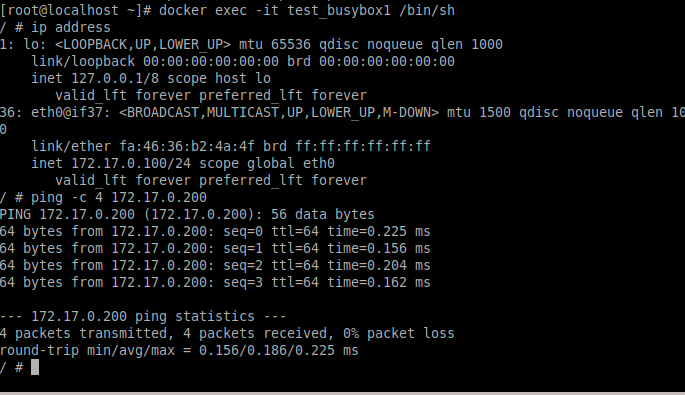 [root@localhost ~]# docker exec -it test_busybox1 /bin/sh
/ # ip address
1: lo: <LOOPBACK,UP,LOWER_UP> mtu 65536 qdisc noqueue qlen 1000
    link/loopback 00:00:00:00:00:00 brd 00:00:00:00:00:00
    inet 127.0.0.1/8 scope host lo
       valid_lft forever preferred_lft forever
36: eth0@if37: <BROADCAST,MULTICAST,UP,LOWER_UP,M-DOWN> mtu 1500 qdisc noqueue qlen 10
0
    link/ether fa:46:36:b2:4a:4f brd ff:ff:ff:ff:ff:ff
    inet 172.17.0.100/24 scope global eth0
       valid_lft forever preferred_lft forever
/ # ping -c 4 172.17.0.200
PING 172.17.0.200 (172.17.0.200): 56 data bytes
64 bytes from 172.17.0.200: seq=0 ttl=64 time=0.225 ms
64 bytes from 172.17.0.200: seq=1 ttl=64 time=0.156 ms
64 bytes from 172.17.0.200: seq=2 ttl=64 time=0.204 ms
64 bytes from 172.17.0.200: seq=3 ttl=64 time=0.162 ms

--- 172.17.0.200 ping statistics ---
4 packets transmitted, 4 packets received, 0% packet loss
round-trip min/avg/max = 0.156/0.186/0.225 ms
/ #